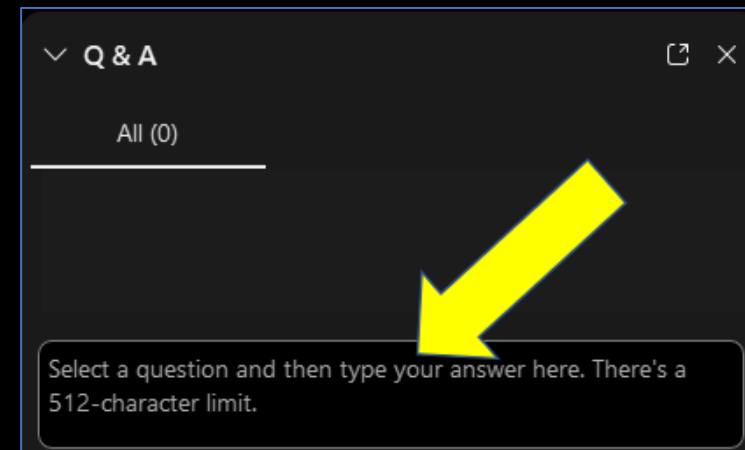 Q & A
All (0)
Select a question and then type your answer here. There's a
512-character limit.